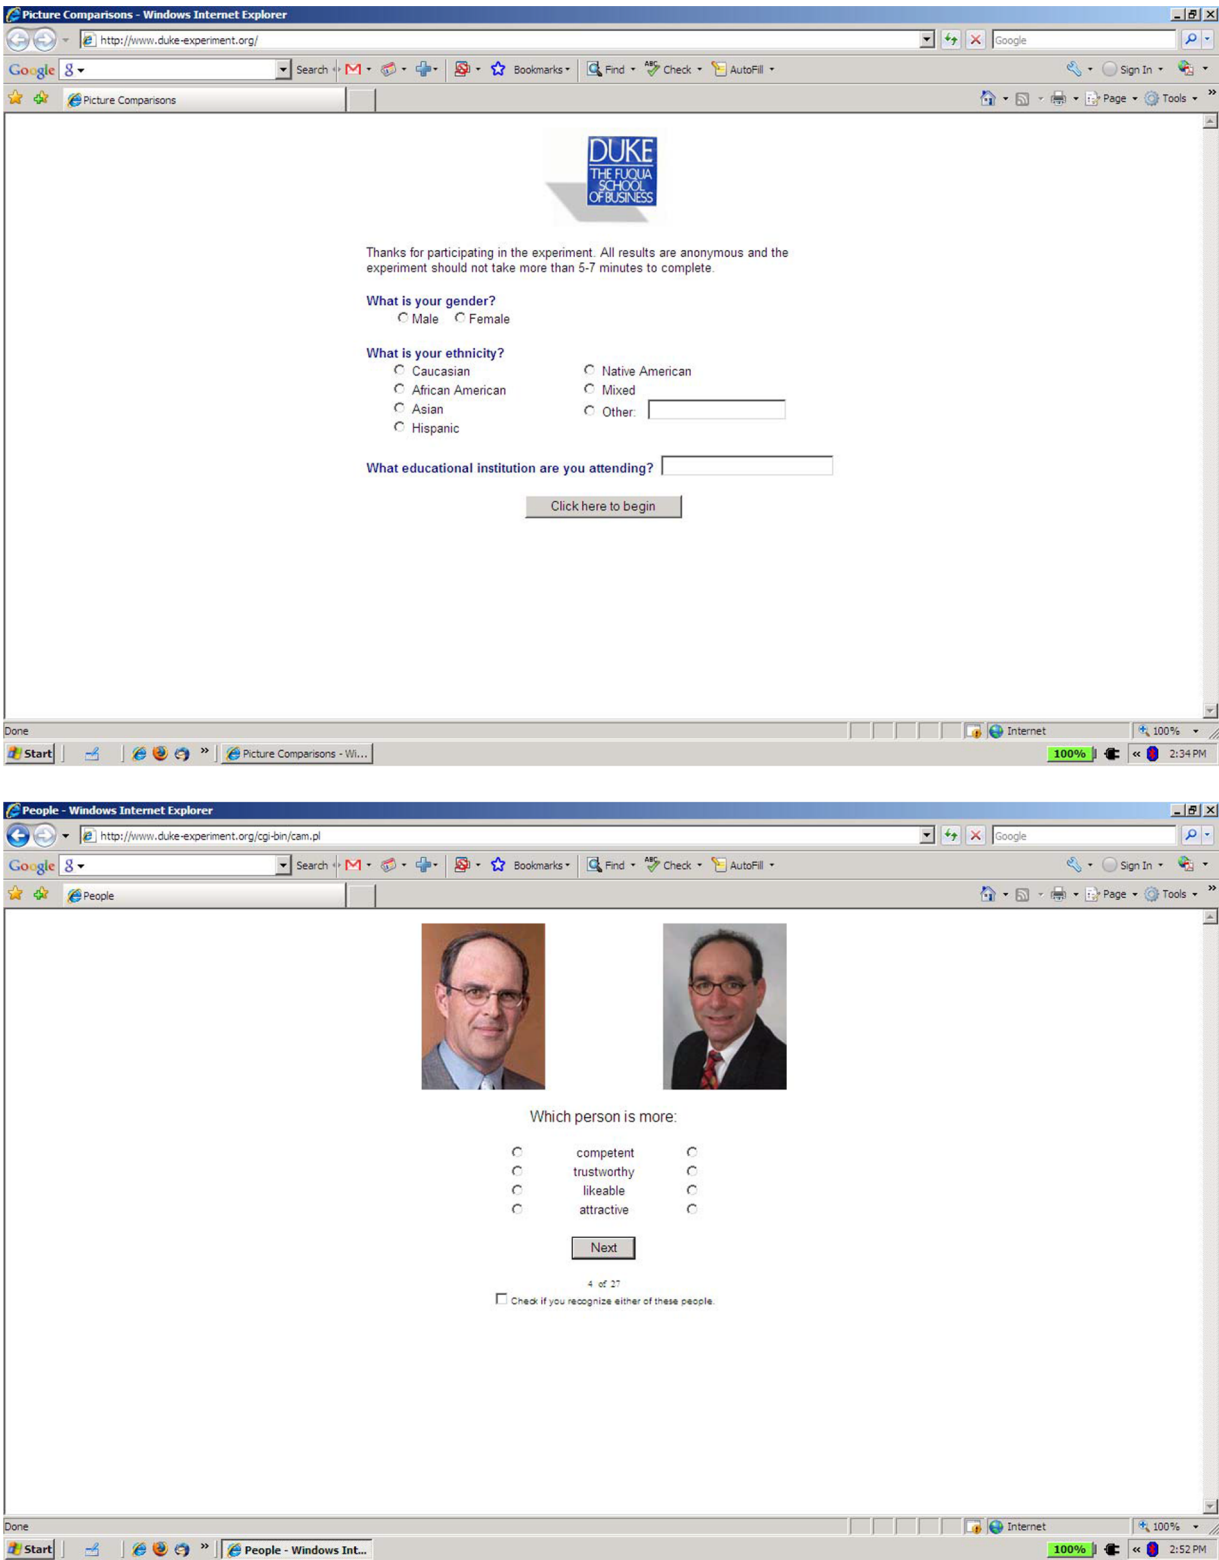 Picture Comparisons - Windows Internet Explorer
http://www.duke-experiment.org/
Google
Google
Search
Bookmarks
Find
Check
AutoFill
Sign In
Picture Comparisons
Page
Tools
DUKE
THE FUQUA
SCHOOL
OF BUSINESS
Thanks for participating in the experiment. All results are anonymous and the
experiment should not take more than 5-7 minutes to complete.
What is your gender?
Male Female
What is your ethnicity?
Caucasian Native American
African American Mixed
Asian Other:
Hispanic
What educational institution are you attending?
Click here to begin
Done Internet 100%
Start Picture Comparisons - Wi... 100% « 2:34 PM
People - Windows Internet Explorer
http://www.duke-experiment.org/cgi-bin/cam.pl
Google
Google
Search
Bookmarks
Find
Check
AutoFill
Sign In
People
Page
Tools
Which person is more:
competent
trustworthy
likeable
attractive
Next
4 of 27
Check if you recognize either of these people.
Done Internet 100%
Start People - Windows Int... 100% « 2:52 PM